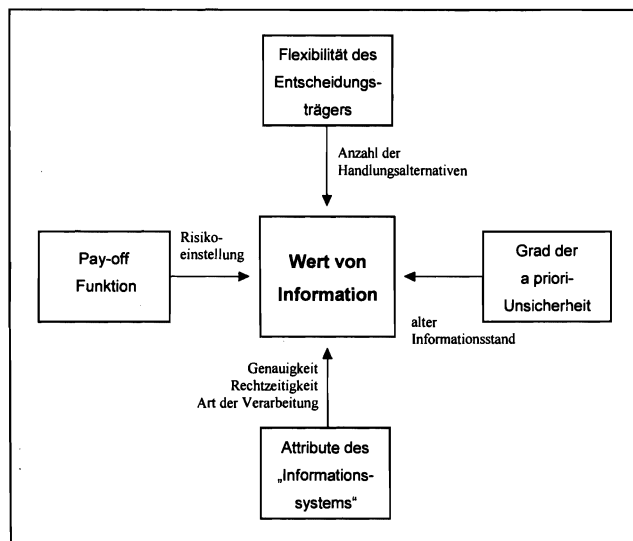 Flexibilität des
Entscheidungs-
trägers
Anzahl der
Handlungsalternativen
Pay-off
Funktion
Risiko-
einstellung
Wert von
Information
Grad der
a priori-
Unsicherheit
alter
Informationsstand
Genauigkeit
Rechtzeitigkeit
Art der Verarbeitung
Attribute des
„Informations-
systems“